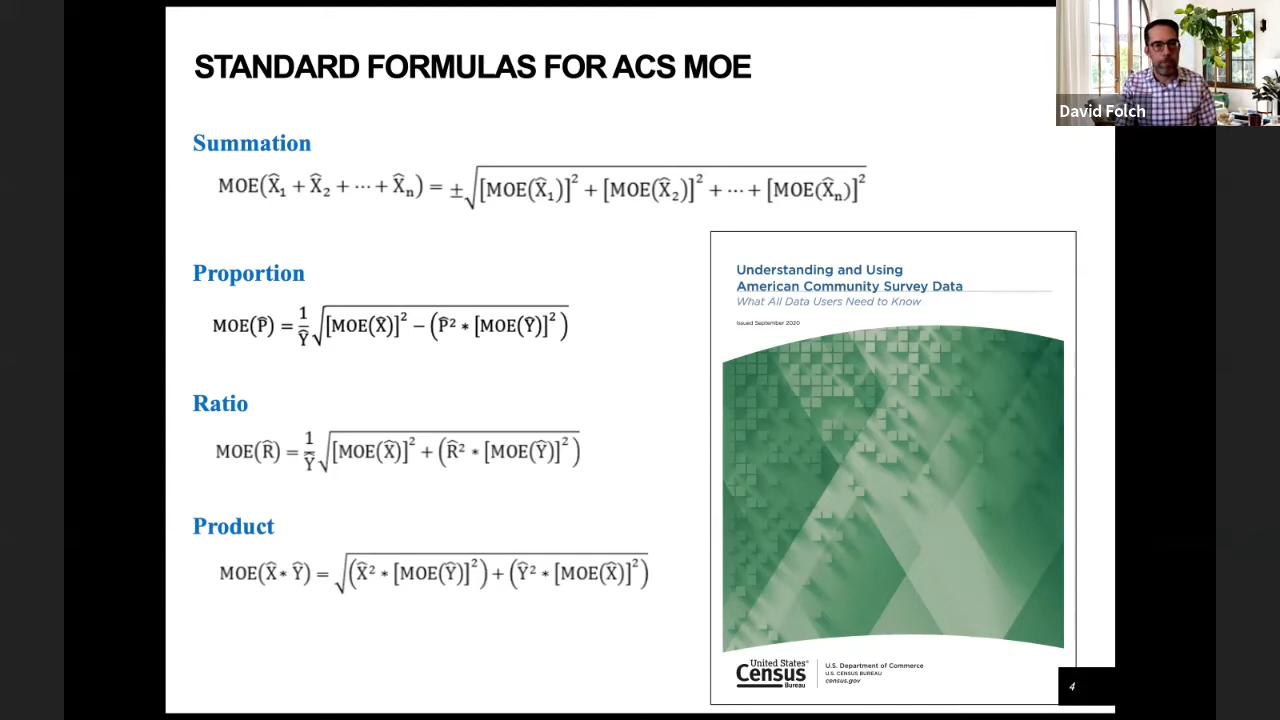 STANDARD FORMULAS FOR ACS MOE
David Folch
Summation
MOE(X̂₁ + X̂₂ + ⋯ + X̂ₙ) = ±√([MOE(X̂₁)]² + [MOE(X̂₂)]² + ⋯ + [MOE(X̂ₙ)]²)
Proportion
MOE(P̂) = 1/Ŷ √([MOE(X̂)]² − (P̂² * [MOE(Ŷ)]²))
Ratio
MOE(R̂) = 1/Ŷ √([MOE(X̂)]² + (R̂² * [MOE(Ŷ)]²))
Product
MOE(X̂ * Ŷ) = √((X̂² * [MOE(Ŷ)]²) + (Ŷ² * [MOE(X̂)]²))
Understanding and Using
American Community Survey Data
What All Data Users Need to Know
Issued September 2020
United States®
Census
Bureau
U.S. Department of Commerce
U.S. CENSUS BUREAU
census.gov
4